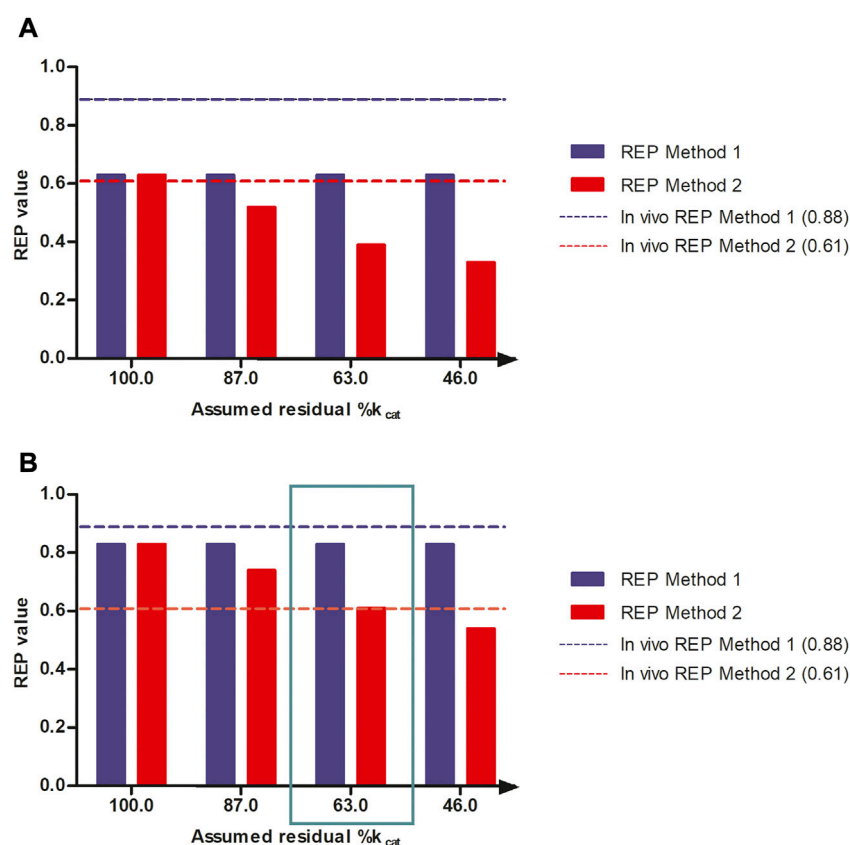 A
1.0
0.8
0.6
0.4
0.2
0.0
REP value
100.0 87.0 63.0 46.0
Assumed residual %kcat
REP Method 1
REP Method 2
In vivo REP Method 1 (0.88)
In vivo REP Method 2 (0.61)
B
1.0
0.8
0.6
0.4
0.2
0.0
REP value
100.0 87.0 63.0 46.0
Assumed residual %kcat
REP Method 1
REP Method 2
In vivo REP Method 1 (0.88)
In vivo REP Method 2 (0.61)